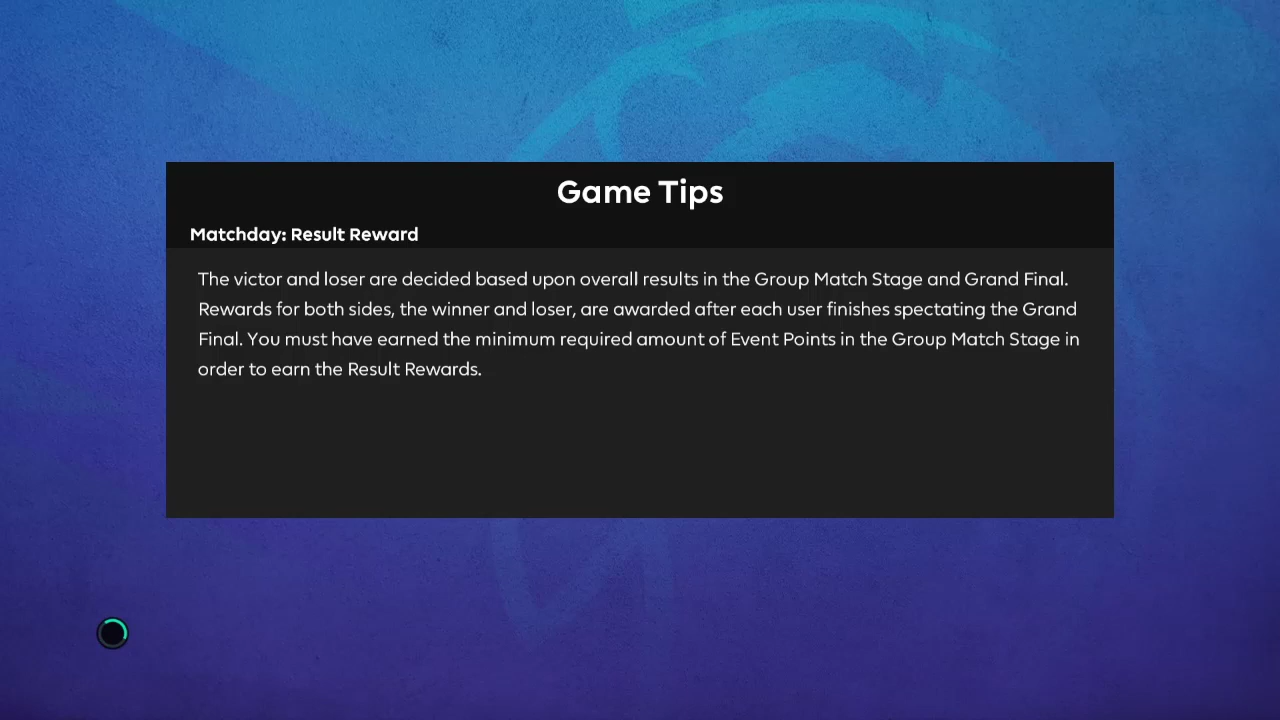 Game Tips
Matchday: Result Reward
The victor and loser are decided based upon overall results in the Group Match Stage and Grand Final.
Rewards for both sides, the winner and loser, are awarded after each user finishes spectating the Grand
Final. You must have earned the minimum required amount of Event Points in the Group Match Stage in
order to earn the Result Rewards.